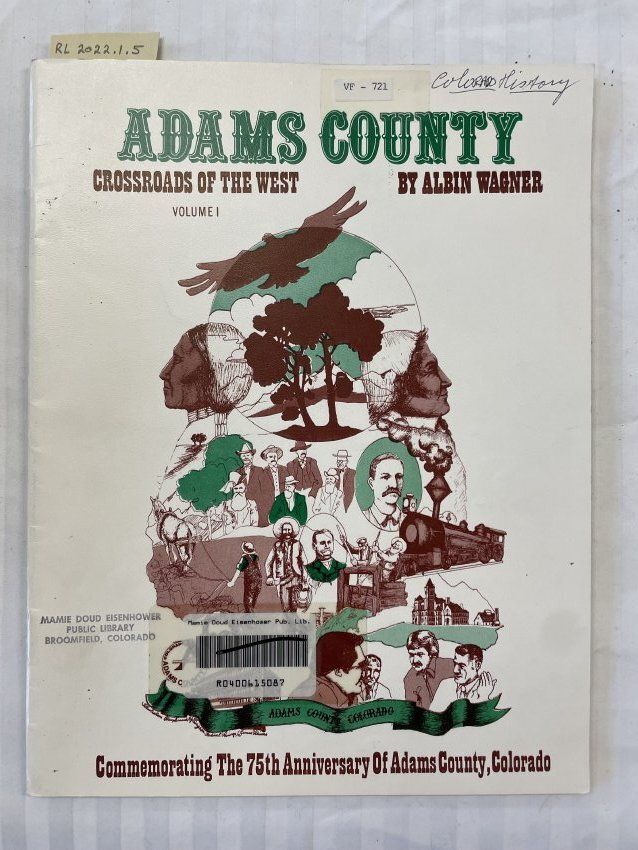 RL 2022.1.5
VF - 721
Colorado History
ADAMS COUNTY
CROSSROADS OF THE WEST
BY ALBIN WAGNER
VOLUME I
MAMIE DOUD EISENHOWER
PUBLIC LIBRARY
BROOMFIELD, COLORADO
Mamie Doud Eisenhower Pub. Lib.
R0400615087
ADAMS COUNTY COLORADO
Commemorating The 75th Anniversary Of Adams County, Colorado